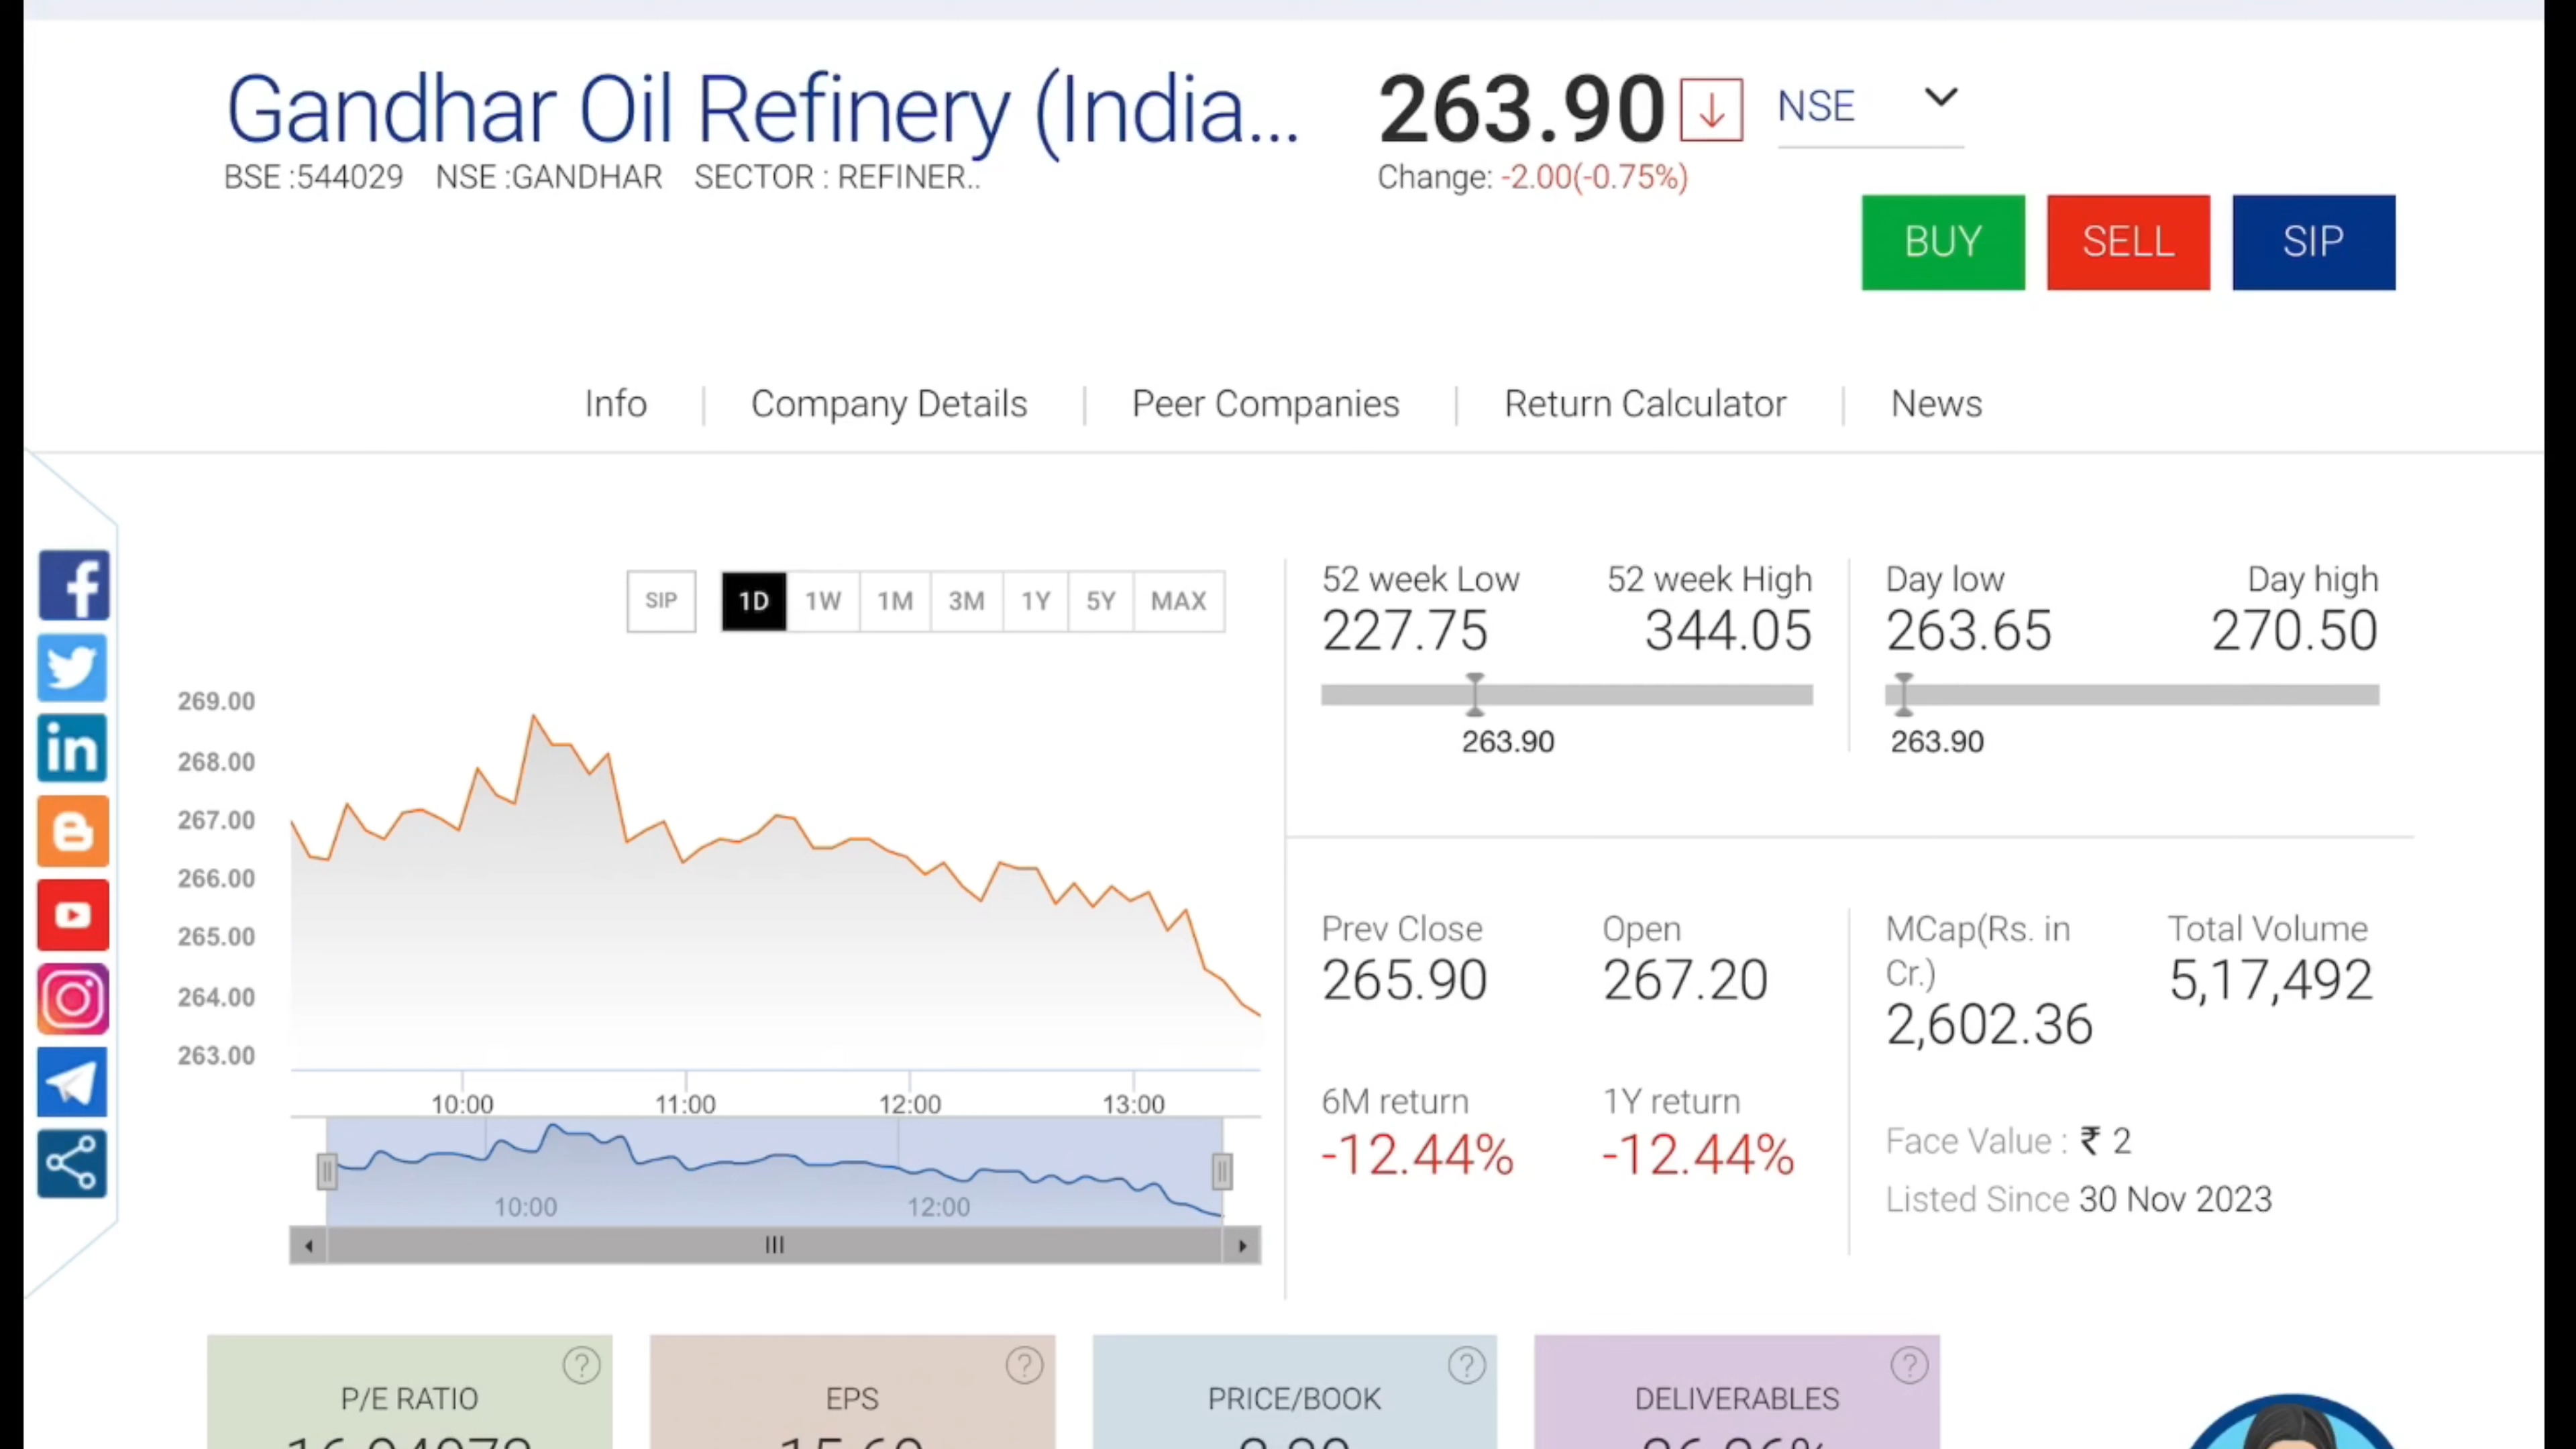 Gandhar Oil Refinery (India...
263.90
NSE
BSE :544029 NSE :GANDHAR SECTOR : REFINER..
Change: -2.00(-0.75%)
BUY SELL SIP
Info
Company Details
Peer Companies
Return Calculator
News
SIP
1D 1W 1M 3M 1Y 5Y MAX
269.00
268.00
267.00
266.00
265.00
264.00
263.00
10:00 11:00 12:00 13:00
10:00 12:00
52 week Low 52 week High
227.75 344.05
263.90
Day low Day high
263.65 270.50
263.90
Prev Close Open
265.90 267.20
MCap(Rs. in
Cr.)
2,602.36
Total Volume
5,17,492
6M return 1Y return
-12.44% -12.44%
Face Value : ₹ 2
Listed Since 30 Nov 2023
P/E RATIO
EPS
PRICE/BOOK
DELIVERABLES